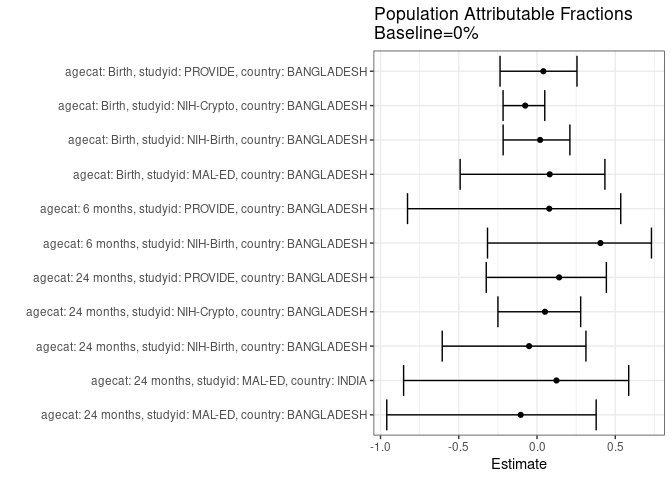 Population Attributable Fractions
Baseline=0%
agecat: Birth, studyid: PROVIDE, country: BANGLADESH
agecat: Birth, studyid: NIH-Crypto, country: BANGLADESH
agecat: Birth, studyid: NIH-Birth, country: BANGLADESH
agecat: Birth, studyid: MAL-ED, country: BANGLADESH
agecat: 6 months, studyid: PROVIDE, country: BANGLADESH
agecat: 6 months, studyid: NIH-Birth, country: BANGLADESH
agecat: 24 months, studyid: PROVIDE, country: BANGLADESH
agecat: 24 months, studyid: NIH-Crypto, country: BANGLADESH
agecat: 24 months, studyid: NIH-Birth, country: BANGLADESH
agecat: 24 months, studyid: MAL-ED, country: INDIA
agecat: 24 months, studyid: MAL-ED, country: BANGLADESH
-1.0 -0.5 0.0 0.5
Estimate